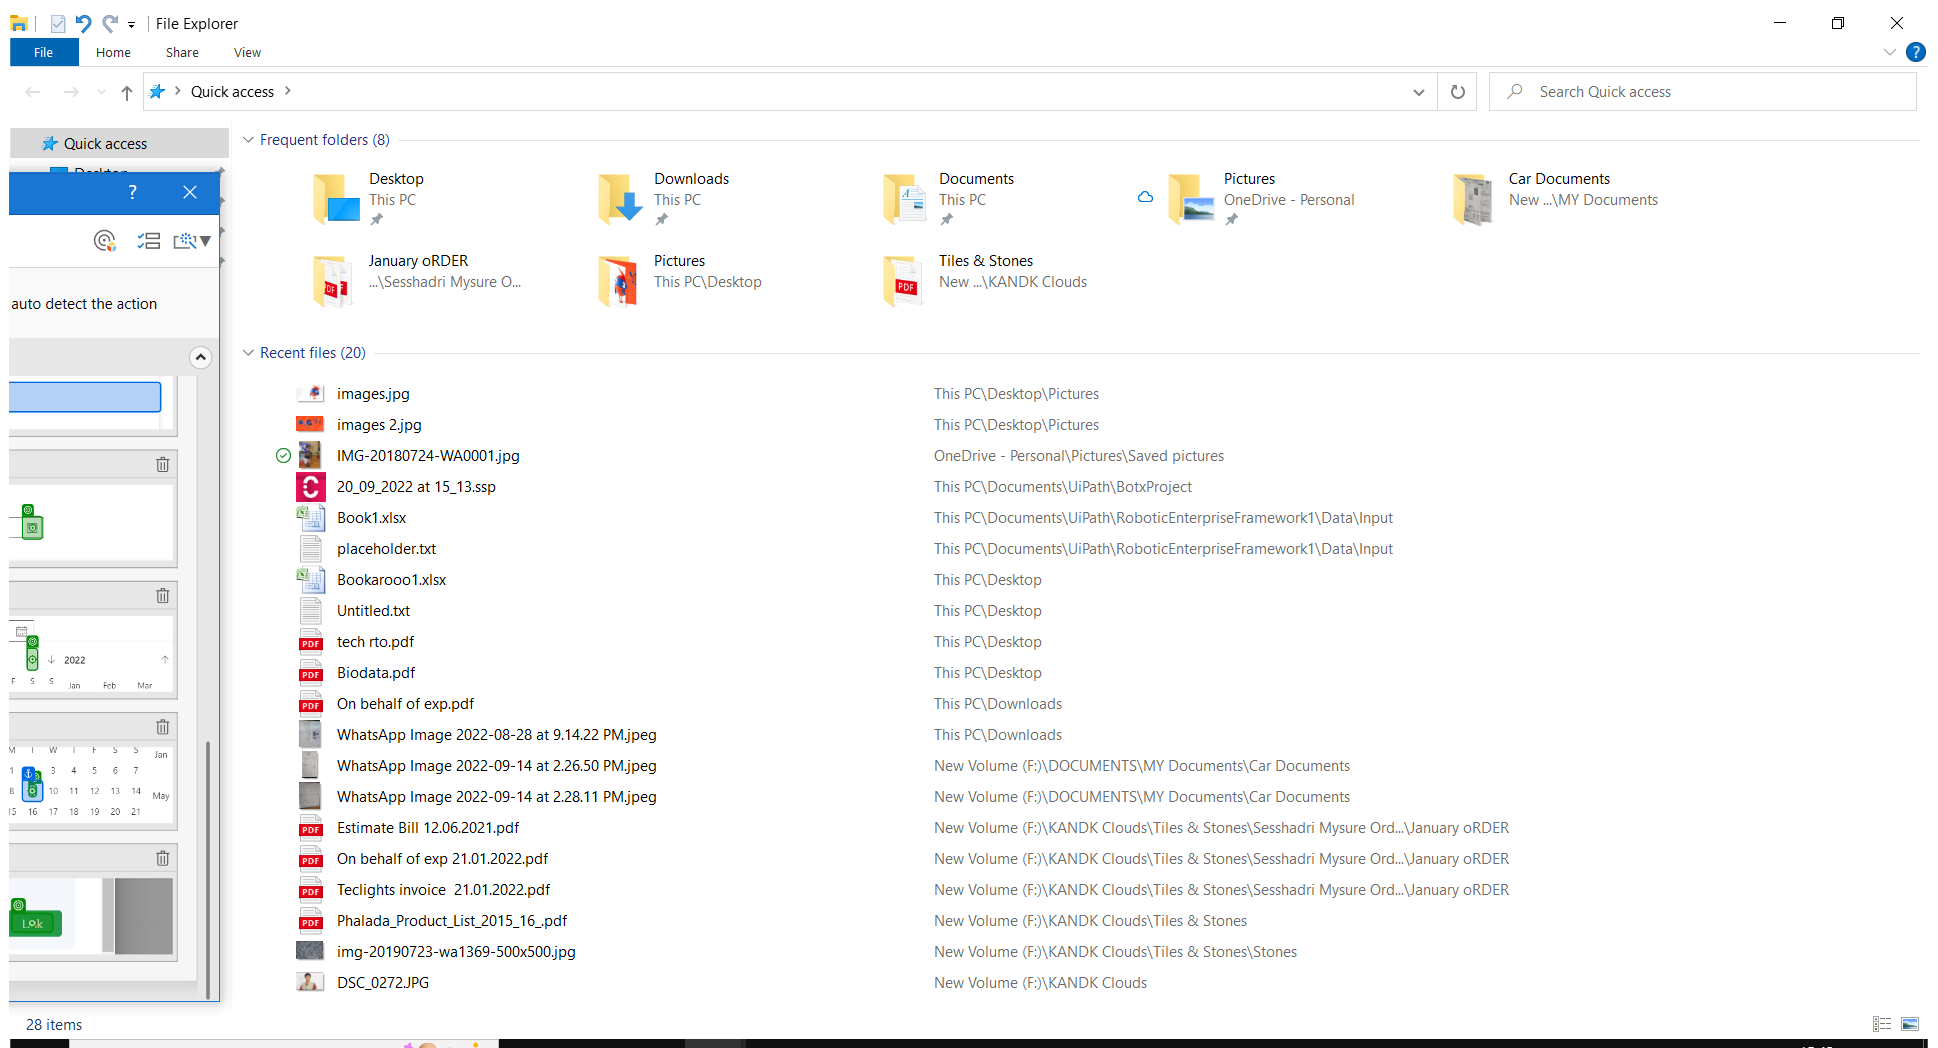 File Explorer
File Home Share View
?
Quick access
Search Quick access
Quick access
Desktop
?
auto detect the action
2022
F S S Jan Feb Mar
M T W T F S S Jan
1 3 4 5 6 7
8 10 11 12 13 14 May
15 16 17 18 19 20 21
Frequent folders (8)
Desktop
This PC
Downloads
This PC
Documents
This PC
Pictures
OneDrive - Personal
Car Documents
New ...\MY Documents
January oRDER
...\Sesshadri Mysure O...
Pictures
This PC\Desktop
Tiles & Stones
New ...\KANDK Clouds
Recent files (20)
images.jpg This PC\Desktop\Pictures
images 2.jpg This PC\Desktop\Pictures
IMG-20180724-WA0001.jpg OneDrive - Personal\Pictures\Saved pictures
20_09_2022 at 15_13.ssp This PC\Documents\UiPath\BotxProject
Book1.xlsx This PC\Documents\UiPath\RoboticEnterpriseFramework1\Data\Input
placeholder.txt This PC\Documents\UiPath\RoboticEnterpriseFramework1\Data\Input
Bookarooo1.xlsx This PC\Desktop
Untitled.txt This PC\Desktop
PDF tech rto.pdf This PC\Desktop
PDF Biodata.pdf This PC\Desktop
PDF On behalf of exp.pdf This PC\Downloads
WhatsApp Image 2022-08-28 at 9.14.22 PM.jpeg This PC\Downloads
WhatsApp Image 2022-09-14 at 2.26.50 PM.jpeg New Volume (F:)\DOCUMENTS\MY Documents\Car Documents
WhatsApp Image 2022-09-14 at 2.28.11 PM.jpeg New Volume (F:)\DOCUMENTS\MY Documents\Car Documents
PDF Estimate Bill 12.06.2021.pdf New Volume (F:)\KANDK Clouds\Tiles & Stones\Sesshadri Mysure Ord...\January oRDER
PDF On behalf of exp 21.01.2022.pdf New Volume (F:)\KANDK Clouds\Tiles & Stones\Sesshadri Mysure Ord...\January oRDER
PDF Teclights invoice 21.01.2022.pdf New Volume (F:)\KANDK Clouds\Tiles & Stones\Sesshadri Mysure Ord...\January oRDER
PDF Phalada_Product_List_2015_16_.pdf New Volume (F:)\KANDK Clouds\Tiles & Stones
img-20190723-wa1369-500x500.jpg New Volume (F:)\KANDK Clouds\Tiles & Stones\Stones
DSC_0272.JPG New Volume (F:)\KANDK Clouds
28 items